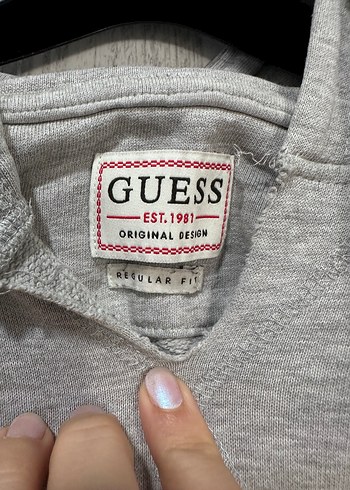 GUESS
EST. 1981
ORIGINAL DESIGN
REGULAR FIT